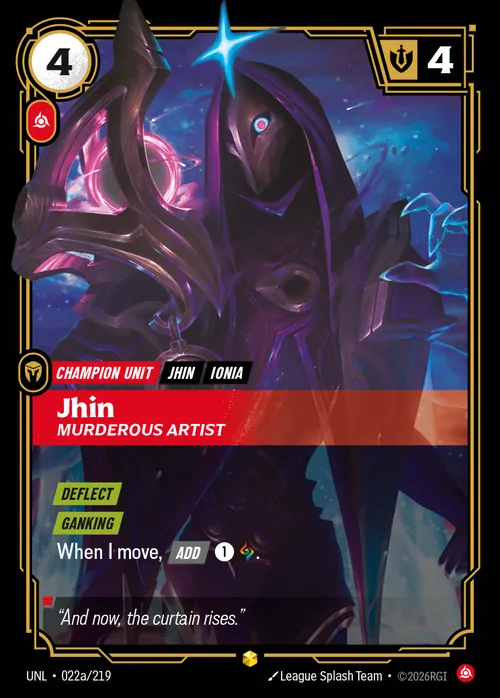 4
4
CHAMPION UNIT JHIN IONIA
Jhin
MURDEROUS ARTIST
DEFLECT
GANKING
When I move, ADD 1 .
“And now, the curtain rises.”
UNL • 022a/219 League Splash Team • ©2026RGI